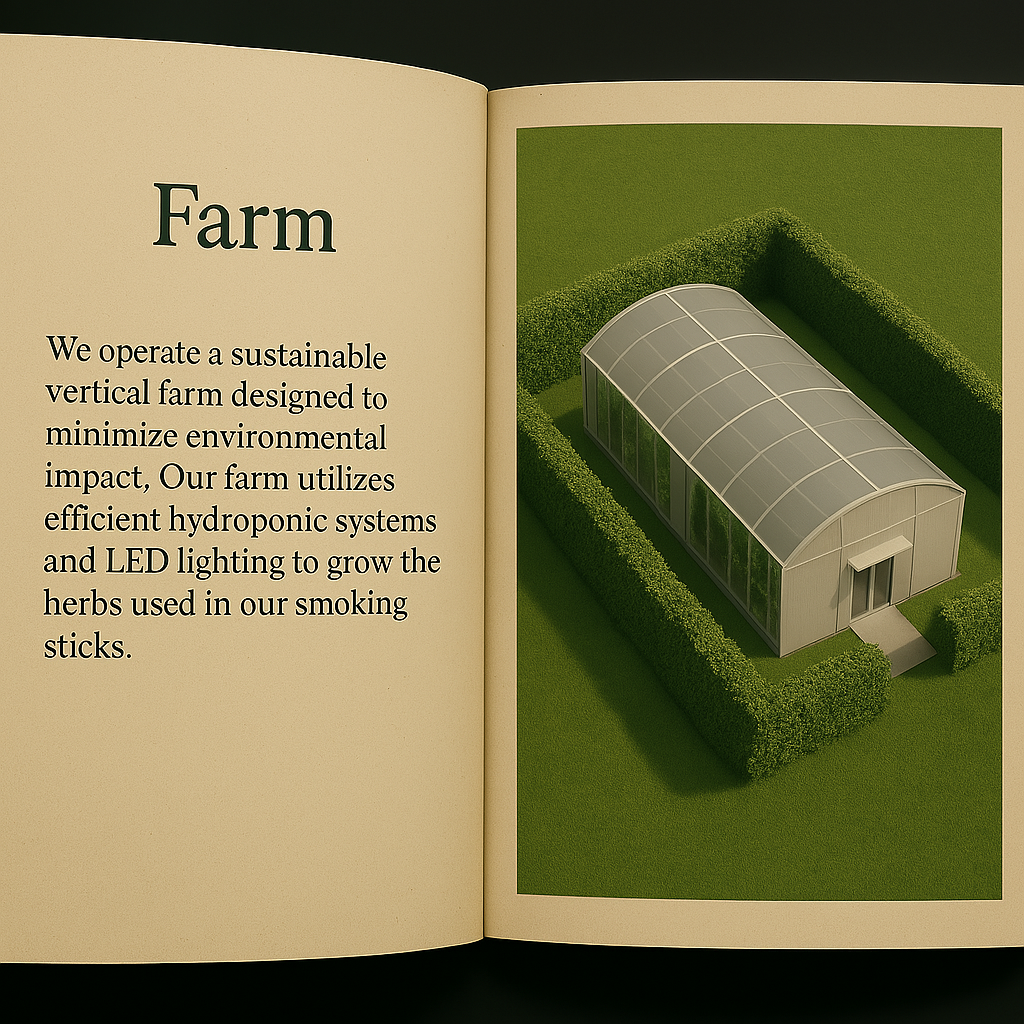 Farm
We operate a sustainable
vertical farm designed to
minimize environmental
impact, Our farm utilizes
efficient hydroponic systems
and LED lighting to grow the
herbs used in our smoking
sticks.